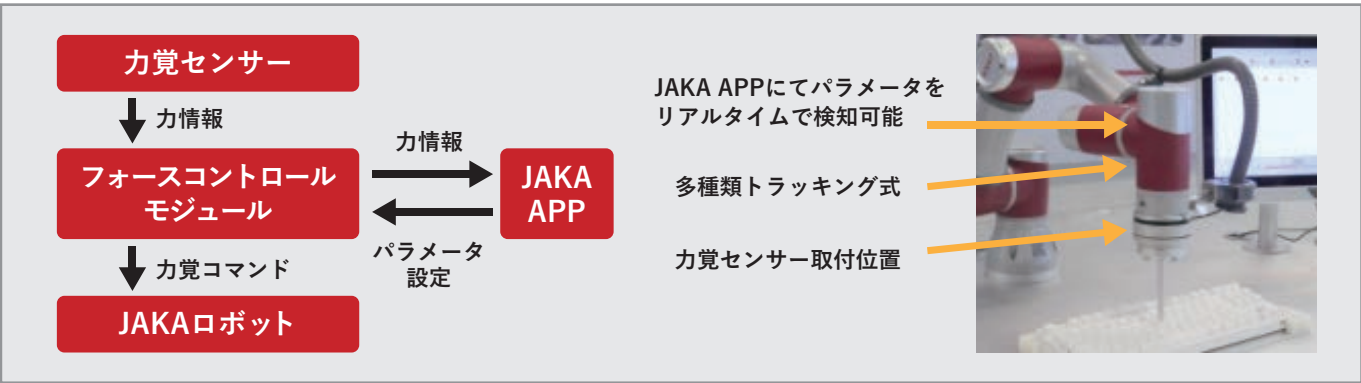 力覚センサー
力情報
フォースコントロール
モジュール
力情報
JAKA
APP
パラメータ
設定
力覚コマンド
JAKAロボット
JAKA APPにてパラメータを
リアルタイムで検知可能
多種類トラッキング式
力覚センサー取付位置